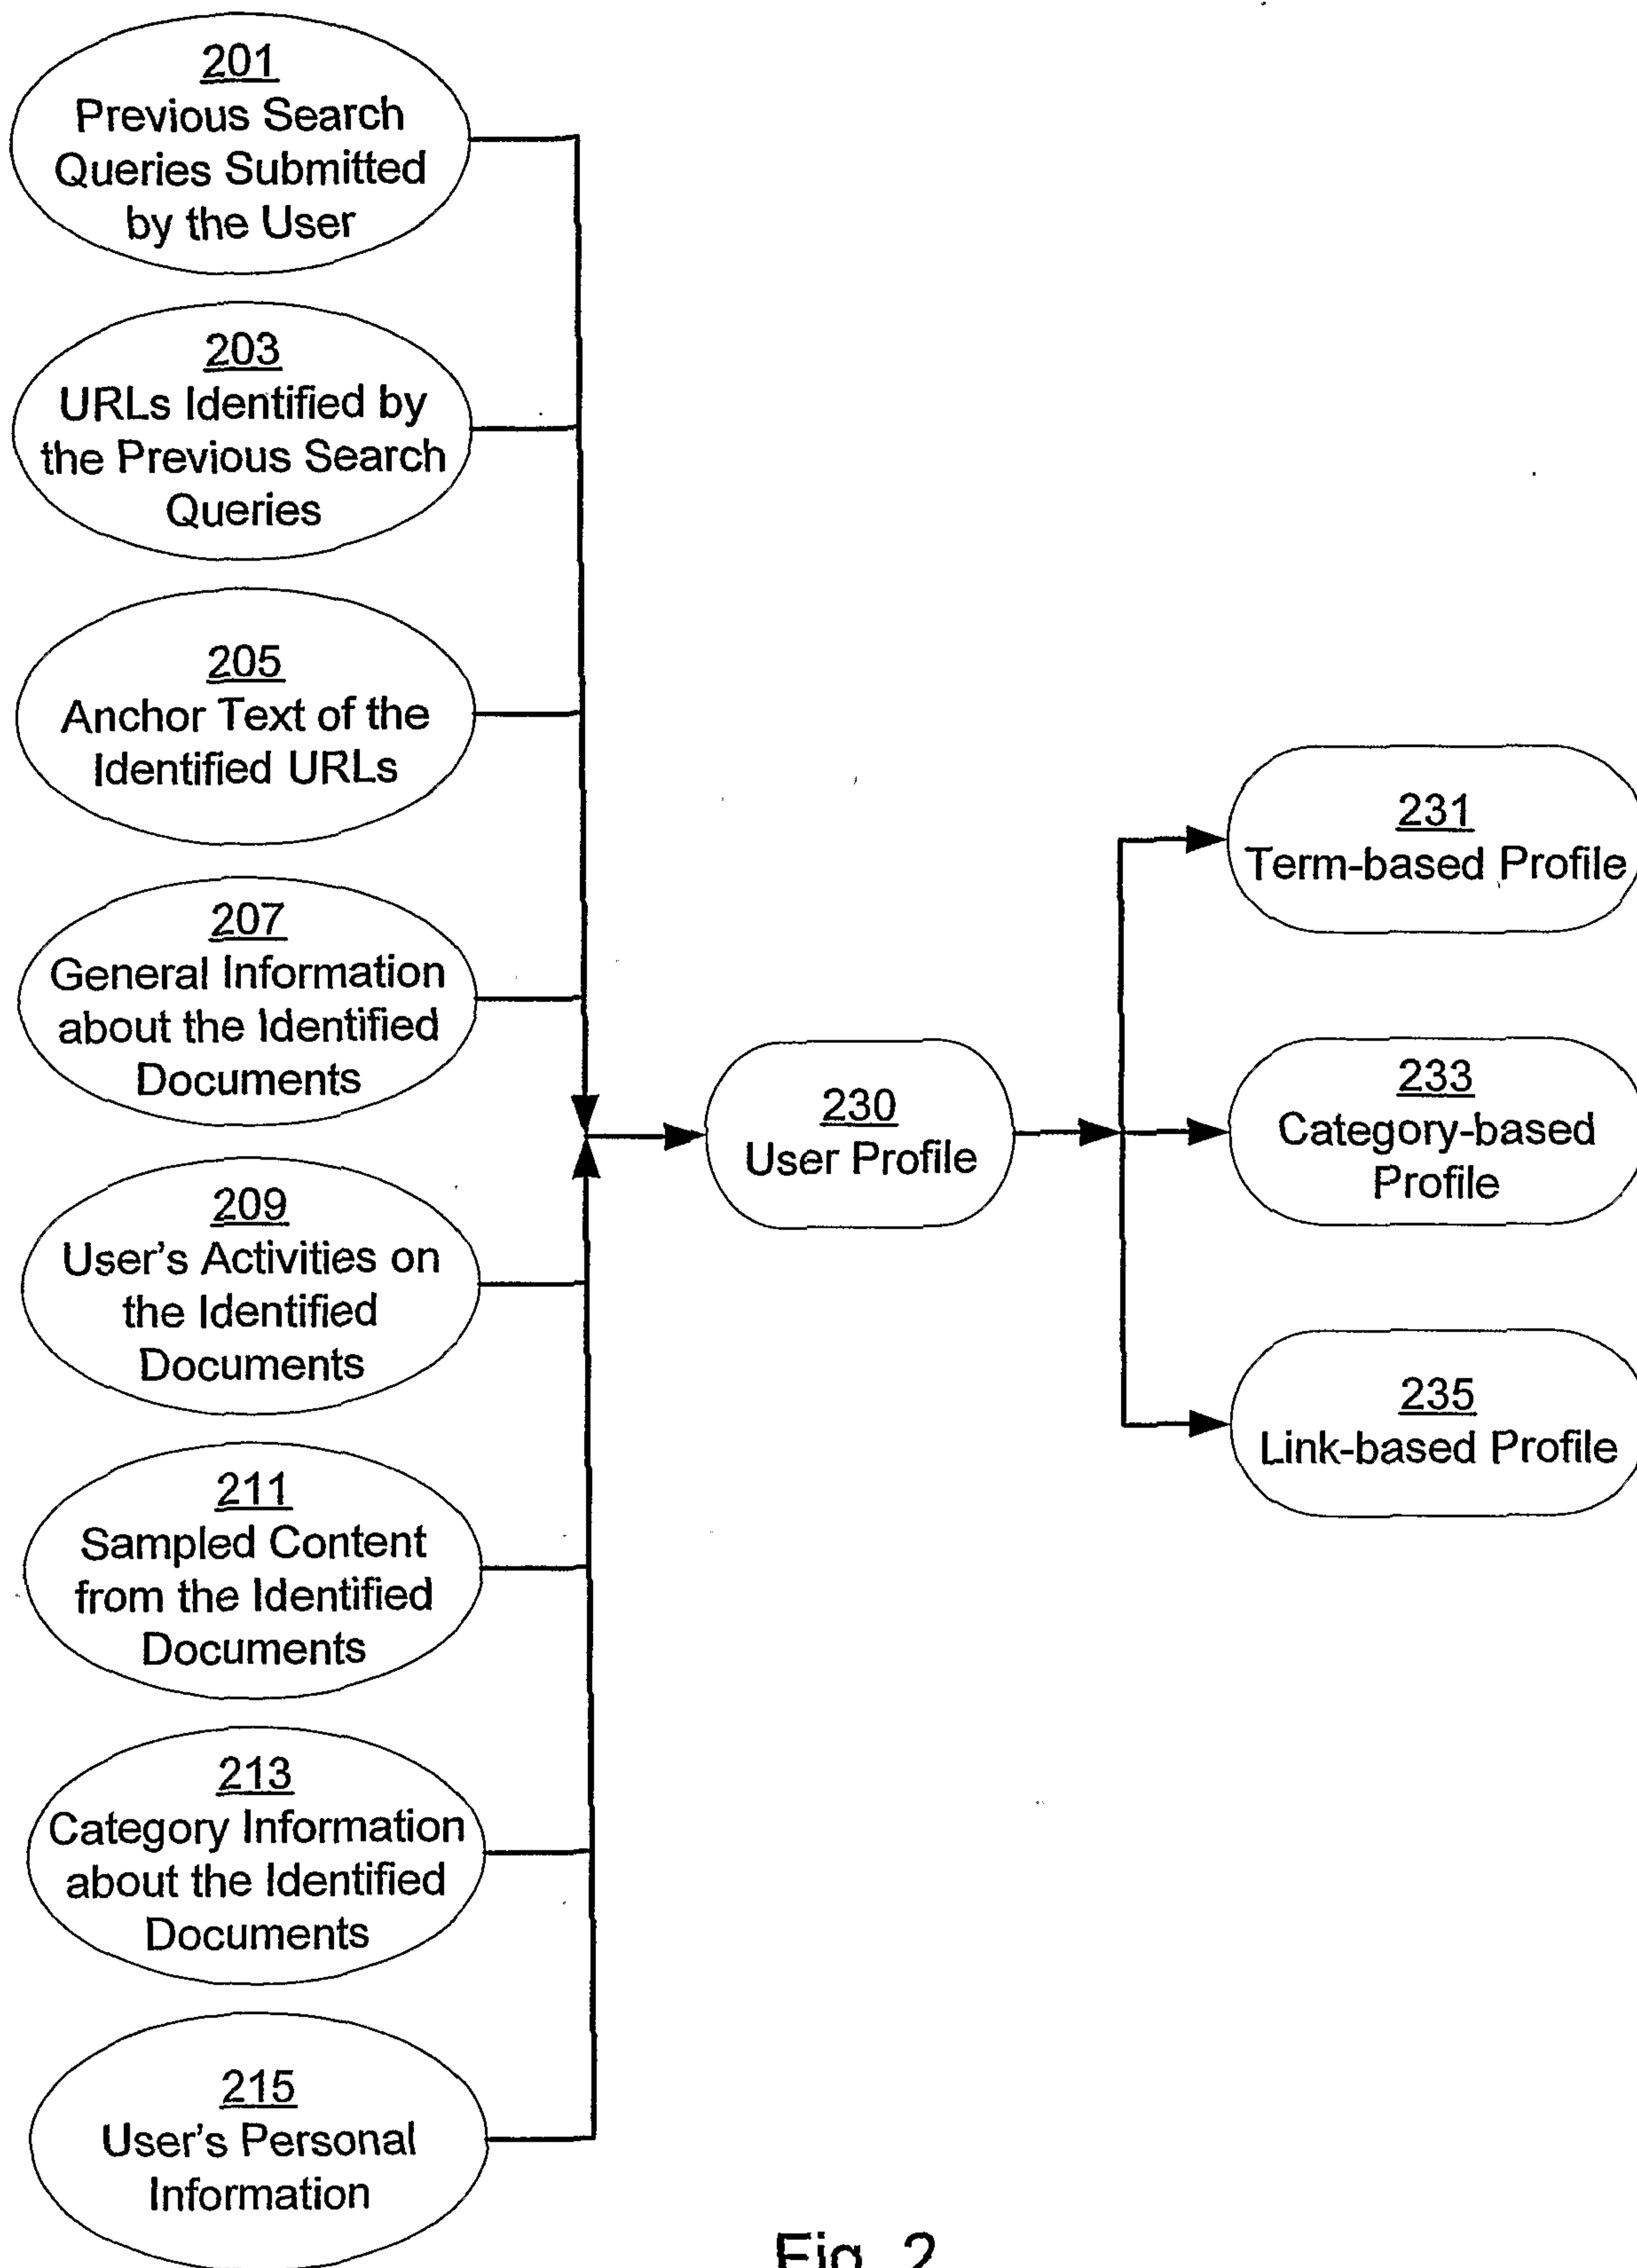 201
Previous Search
Queries Submitted
by the User
203
URLs Identified by
the Previous Search
Queries
205
Anchor Text of the
Identified URLs
207
General Information
about the Identified
Documents
209
User's Activities on
the Identified
Documents
211
Sampled Content
from the Identified
Documents
213
Category Information
about the Identified
Documents
215
User's Personal
Information
230
User Profile
231
Term-based Profile
233
Category-based
Profile
235
Link-based Profile
Fig. 2